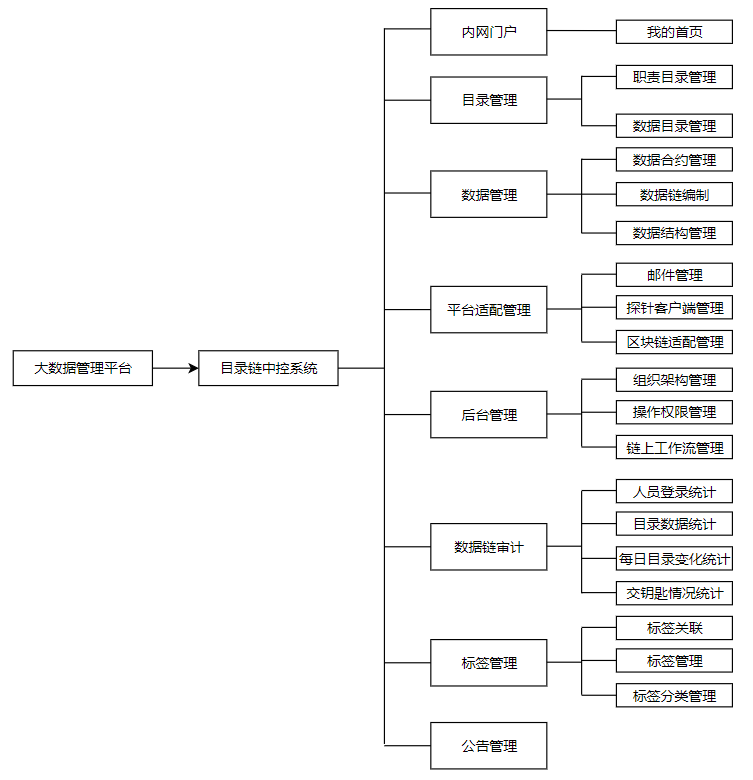 大数据管理平台
目录链中控系统
内网门户
我的首页
目录管理
职责目录管理
数据目录管理
数据管理
数据合约管理
数据链编制
数据结构管理
平台适配管理
邮件管理
探针客户端管理
区块链适配管理
后台管理
组织架构管理
操作权限管理
链上工作流管理
数据链审计
人员登录统计
目录数据统计
每日目录变化统计
交钥匙情况统计
标签管理
标签关联
标签管理
标签分类管理
公告管理